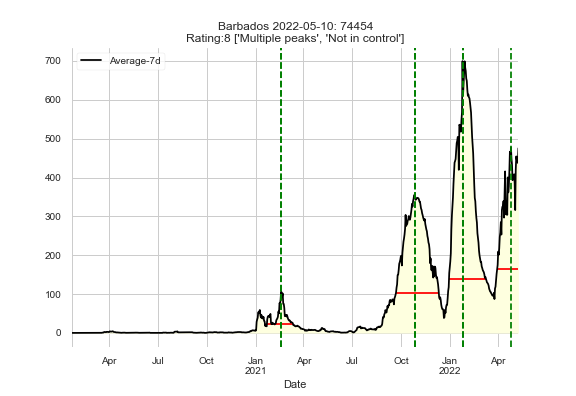 Barbados 2022-05-10: 74454
Rating:8 ['Multiple peaks', 'Not in control']
Average-7d
700
600
500
400
300
200
100
0
Apr Jul Oct Jan Apr Jul Oct Jan Apr
2021 2022
Date